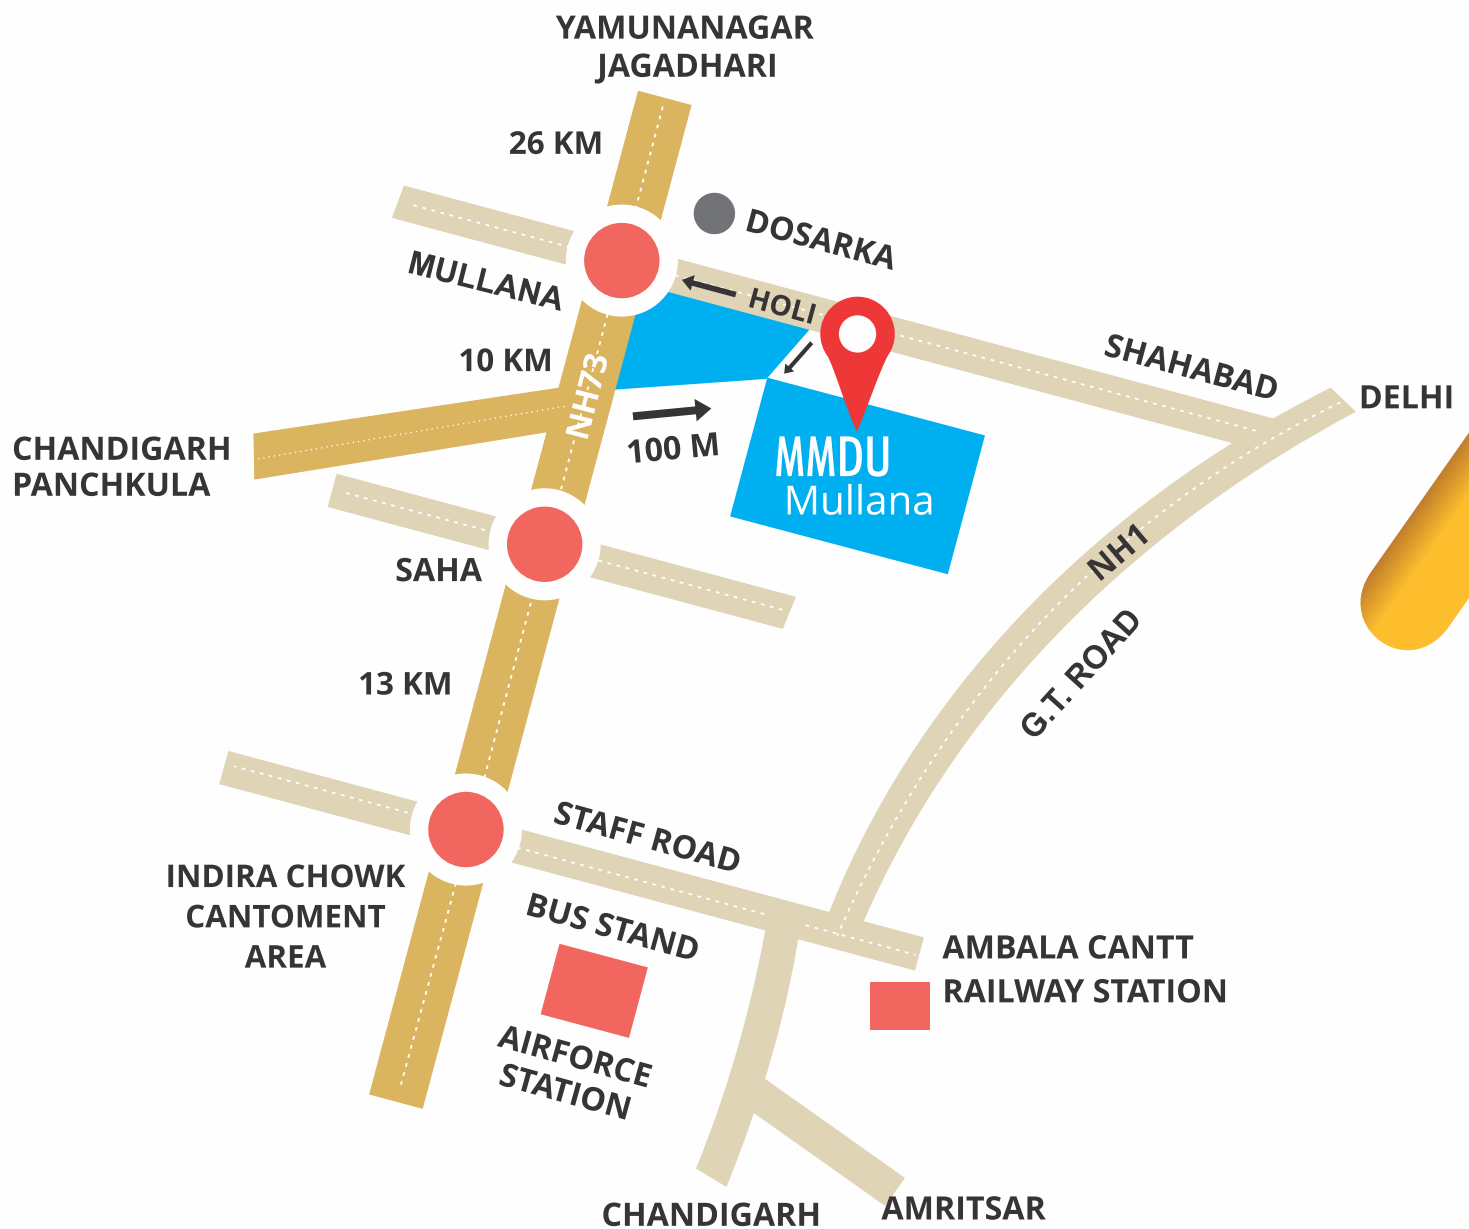 YAMUNANAGAR
JAGADHARI
26 KM
DOSARKA
MULLANA
HOLI
SHAHABAD
DELHI
10 KM
NH73
100 M
CHANDIGARH
PANCHKULA
MMDU
Mullana
SAHA
NH1
G.T. ROAD
13 KM
STAFF ROAD
INDIRA CHOWK
CANTOMENT
AREA
BUS STAND
AMBALA CANTT
RAILWAY STATION
AIRFORCE
STATION
CHANDIGARH
AMRITSAR